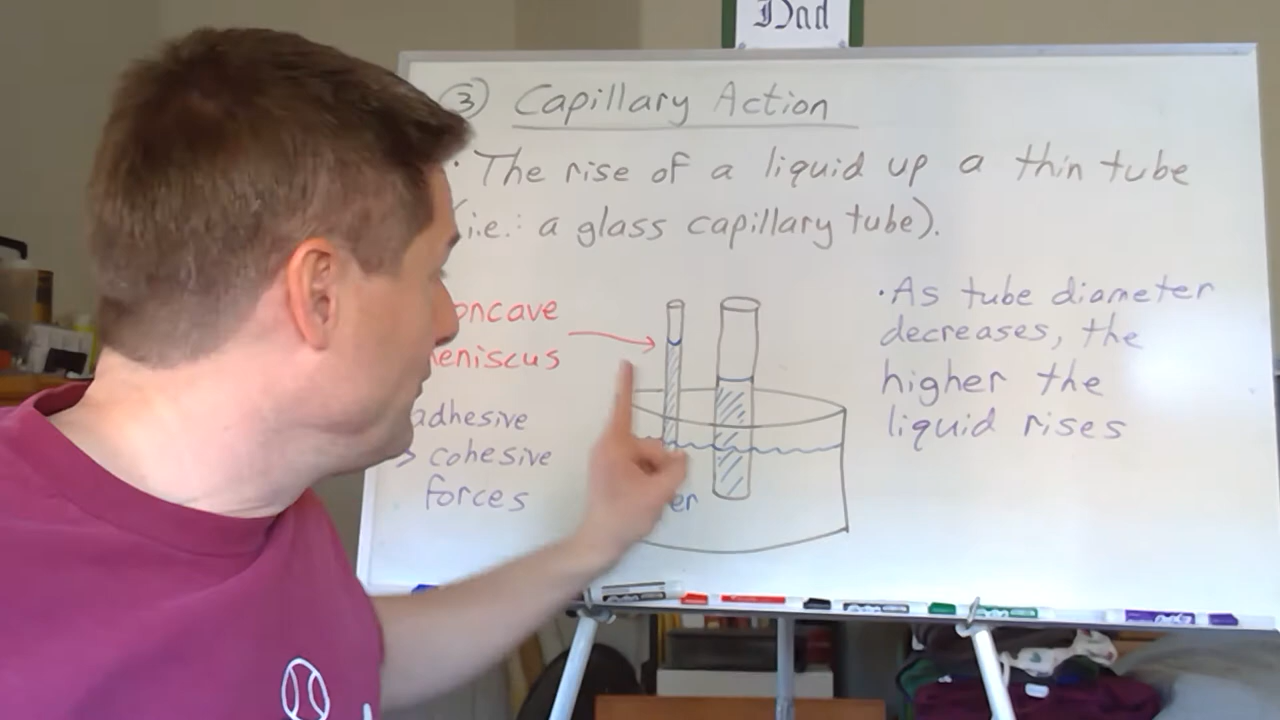 Dad
③ Capillary Action
· The rise of a liquid up a thin tube
(i.e.: a glass capillary tube).
oncave
eniscus
adhesive
> cohesive
forces
er
· As tube diameter
decreases, the
higher the
liquid rises